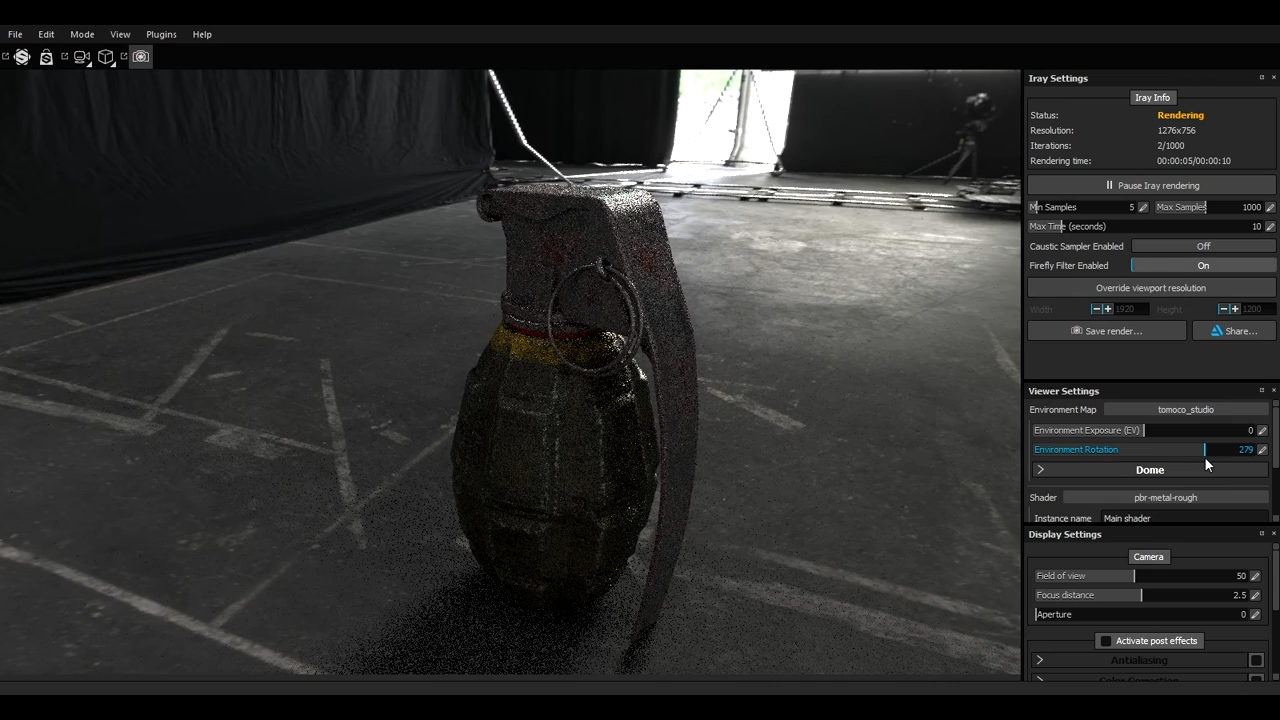 File Edit Mode View Plugins Help
Iray Settings
Iray Info
Status: Rendering
Resolution: 1276x756
Iterations: 2/1000
Rendering time: 00:00:05/00:00:10
Pause Iray rendering
Min Samples 5 Max Samples 1000
Max Time (seconds) 10
Caustic Sampler Enabled Off
Firefly Filter Enabled On
Override viewport resolution
Width 1920 Height 1200
Save render... Share...
Viewer Settings
Environment Map tomoco_studio
Environment Exposure (EV) 0
Environment Rotation 279
Dome
Shader pbr-metal-rough
Instance name Main shader
Display Settings
Camera
Field of view 50
Focus distance 2.5
Aperture 0
Activate post effects
Antialiasing
Color Correction